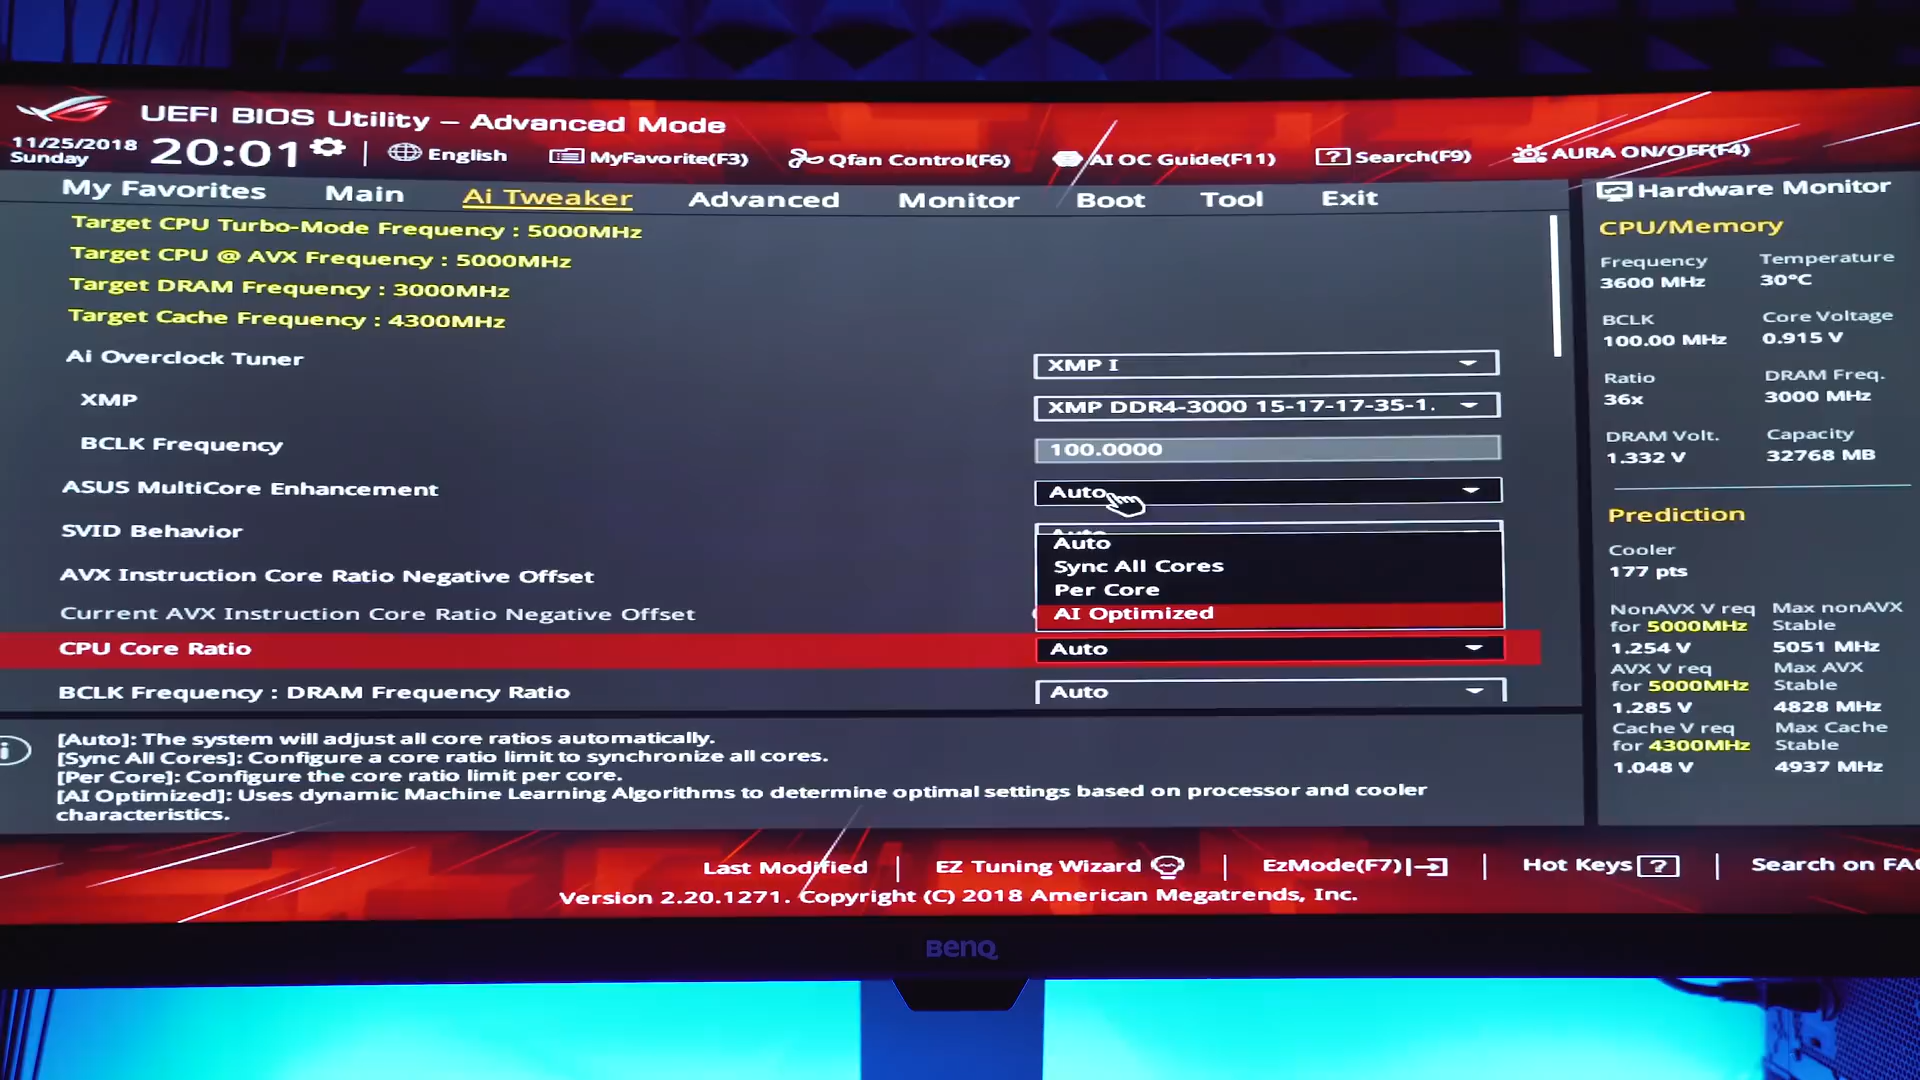 UEFI BIOS Utility – Advanced Mode
11/25/2018
Sunday
20:01
English
MyFavorite(F3)
Qfan Control(F6)
AI OC Guide(F11)
? Search(F9)
AURA ON/OFF(F4)
My Favorites
Main
Ai Tweaker
Advanced
Monitor
Boot
Tool
Exit
Target CPU Turbo-Mode Frequency : 5000MHz
Target CPU @ AVX Frequency : 5000MHz
Target DRAM Frequency : 3000MHz
Target Cache Frequency : 4300MHz
Ai Overclock Tuner
XMP I
XMP
XMP DDR4-3000 15-17-17-35-1.
BCLK Frequency
100.0000
ASUS MultiCore Enhancement
Auto
SVID Behavior
Auto
Auto
Sync All Cores
Per Core
AI Optimized
AVX Instruction Core Ratio Negative Offset
Current AVX Instruction Core Ratio Negative Offset
CPU Core Ratio
Auto
BCLK Frequency : DRAM Frequency Ratio
Auto
[Auto]: The system will adjust all core ratios automatically.
[Sync All Cores]: Configure a core ratio limit to synchronize all cores.
[Per Core]: Configure the core ratio limit per core.
[AI Optimized]: Uses dynamic Machine Learning Algorithms to determine optimal settings based on processor and cooler
characteristics.
Hardware Monitor
CPU/Memory
Frequency Temperature
3600 MHz 30°C
BCLK Core Voltage
100.00 MHz 0.915 V
Ratio DRAM Freq.
36x 3000 MHz
DRAM Volt. Capacity
1.332 V 32768 MB
Prediction
Cooler
177 pts
NonAVX V req Max nonAVX
for 5000MHz Stable
1.254 V 5051 MHz
AVX V req Max AVX
for 5000MHz Stable
1.285 V 4828 MHz
Cache V req Max Cache
for 4300MHz Stable
1.048 V 4937 MHz
Last Modified
EZ Tuning Wizard
EzMode(F7)
Hot Keys ?
Search on FA
Version 2.20.1271. Copyright (C) 2018 American Megatrends, Inc.
BenQ